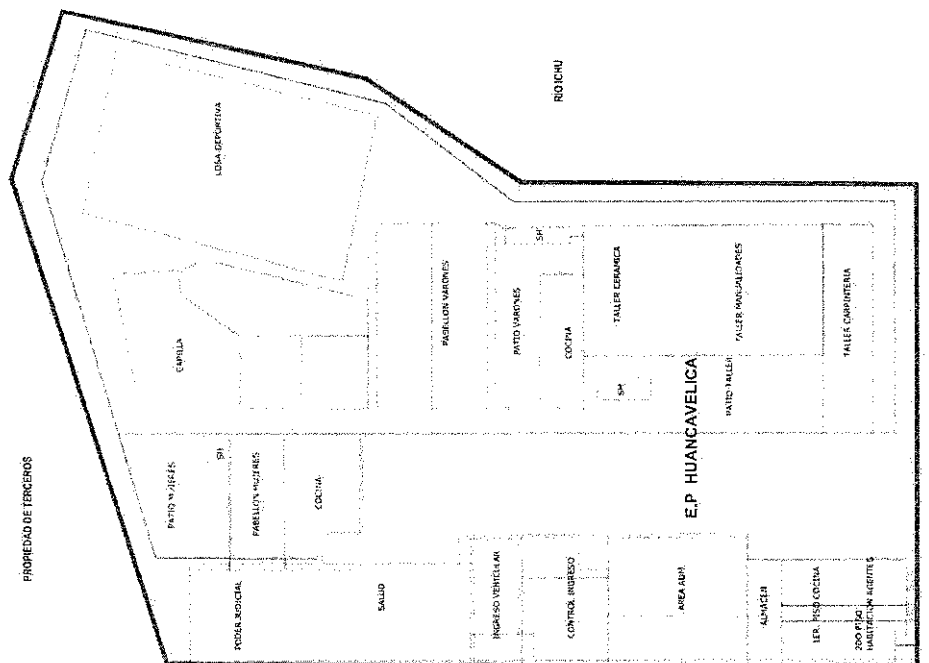 PROPIEDAD DE TERCEROS
LOSA DEPORTIVA
CAPILLA
PABELLON VARONES
PATIO VARONES
SH
COCINA
TALLER CERAMICA
TALLER MANUALIDADES
SH
PATIO TALLER
TALLER CARPINTERIA
E.P HUANCAVELICA
PATIO MUJERES
SH
PABELLON MUJERES
COCINA
PODER JUDICIAL
SALUD
INGRESO VEHICULAR
CONTROL INGRESO
AREA ADM.
ALMACEN
1ER. PISO COCINA
2DO PISO
HABITACION AGENTES